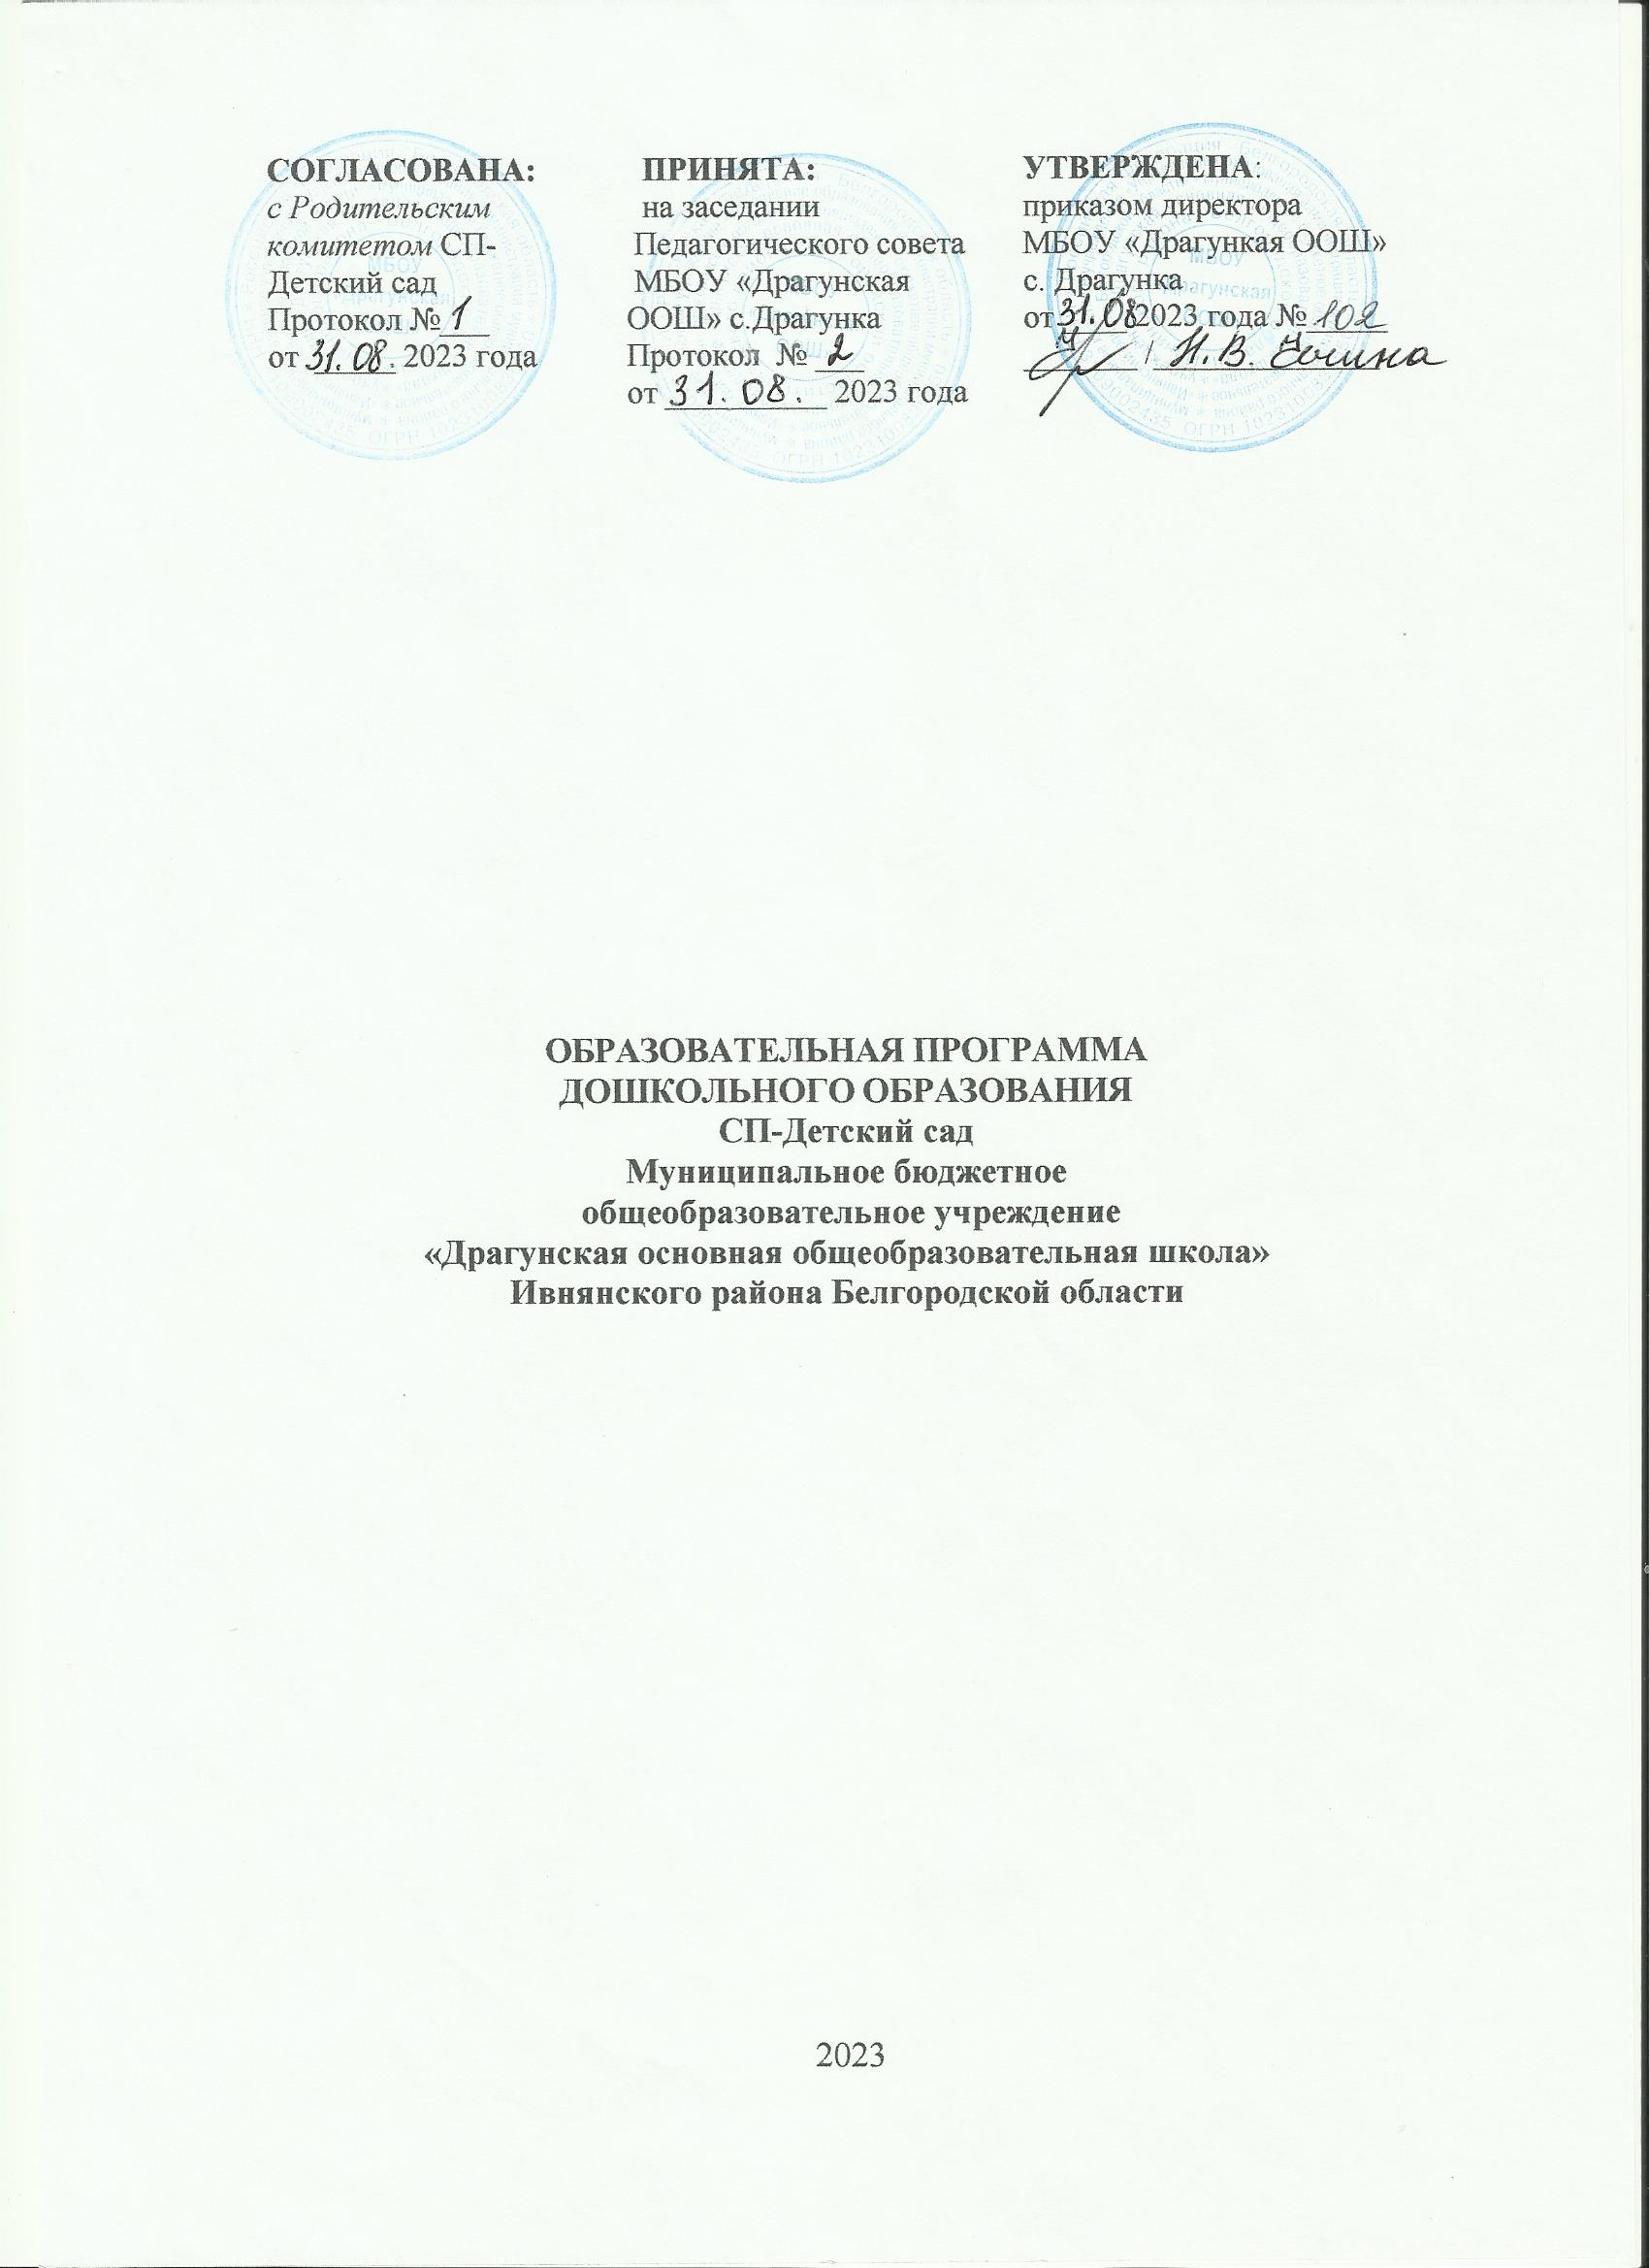 СОГЛАСОВАНА:
с Родительским
комитетом СП-
Детский сад
Протокол № 1
от 31.08. 2023 года
ПРИНЯТА:
на заседании
Педагогического совета
МБОУ «Драгунская
ООШ» с.Драгунка
Протокол № 2
от 31. 08. 2023 года
УТВЕРЖДЕНА:
приказом директора
МБОУ «Драгункая ООШ»
с. Драгунка
от 31.08 2023 года № 102
/ Н.В.
ОБРАЗОВАТЕЛЬНАЯ ПРОГРАММА
ДОШКОЛЬНОГО ОБРАЗОВАНИЯ
СП-Детский сад
Муниципальное бюджетное
общеобразовательное учреждение
«Драгунская основная общеобразовательная школа»
Ивнянского района Белгородской области
2023